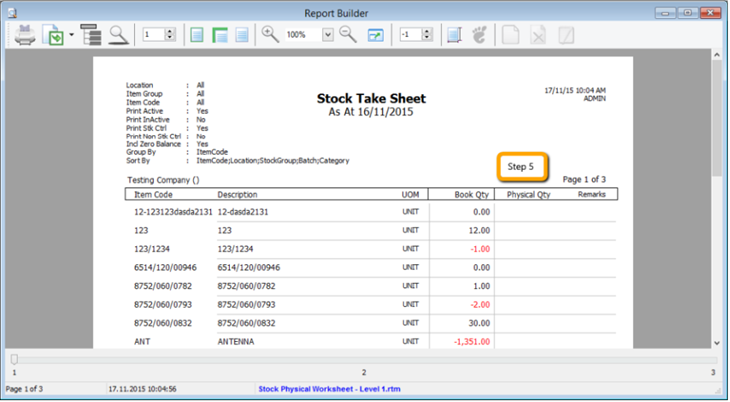 Report Builder
1 100% -1
Location : All
Item Group : All
Item Code : All
Print Active : Yes
Print InActive : No
Print Stk Ctrl : Yes
Print Non Stk Ctrl : No
Incl Zero Balance : Yes
Group By : ItemCode
Sort By : ItemCode;Location;StockGroup;Batch;Category
Stock Take Sheet
As At 16/11/2015
17/11/15 10:04 AM
ADMIN
Step 5
Testing Company () Page 1 of 3
Item Code Description UOM Book Qty Physical Qty Remarks
12-123123dasda2131 12-dasda2131 UNIT 0.00
123 123 UNIT 12.00
123/1234 123/1234 UNIT -1.00
6514/120/00946 6514/120/00946 UNIT 0.00
8752/060/0782 8752/060/0782 UNIT 1.00
8752/060/0793 8752/060/0793 UNIT -2.00
8752/060/0832 8752/060/0832 UNIT 30.00
ANT ANTENNA UNIT -1,351.00
1 2 3
Page 1 of 3 17.11.2015 10:04:56 Stock Physical Worksheet - Level 1.rtm